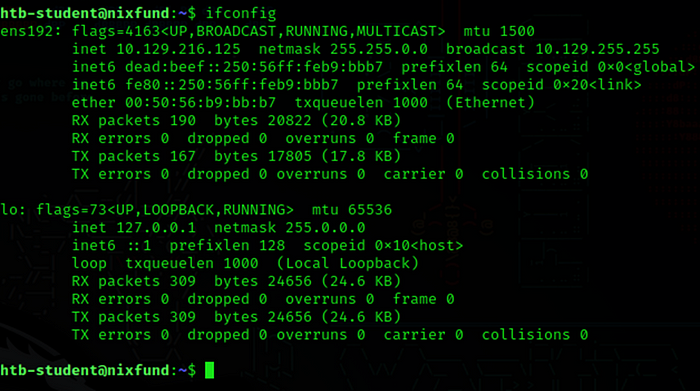 htb-student@nixfund:~$ ifconfig
ens192: flags=4163<UP,BROADCAST,RUNNING,MULTICAST>  mtu 1500
        inet 10.129.216.125  netmask 255.255.0.0  broadcast 10.129.255.255
        inet6 dead:beef::250:56ff:feb9:bbb7  prefixlen 64  scopeid 0×0<global>
        inet6 fe80::250:56ff:feb9:bbb7  prefixlen 64  scopeid 0×20<link>
        ether 00:50:56:b9:bb:b7  txqueuelen 1000  (Ethernet)
        RX packets 190  bytes 20822 (20.8 KB)
        RX errors 0  dropped 0  overruns 0  frame 0
        TX packets 167  bytes 17805 (17.8 KB)
        TX errors 0  dropped 0 overruns 0  carrier 0  collisions 0

lo: flags=73<UP,LOOPBACK,RUNNING>  mtu 65536
        inet 127.0.0.1  netmask 255.0.0.0
        inet6 ::1  prefixlen 128  scopeid 0×10<host>
        loop  txqueuelen 1000  (Local Loopback)
        RX packets 309  bytes 24656 (24.6 KB)
        RX errors 0  dropped 0  overruns 0  frame 0
        TX packets 309  bytes 24656 (24.6 KB)
        TX errors 0  dropped 0 overruns 0  carrier 0  collisions 0

htb-student@nixfund:~$